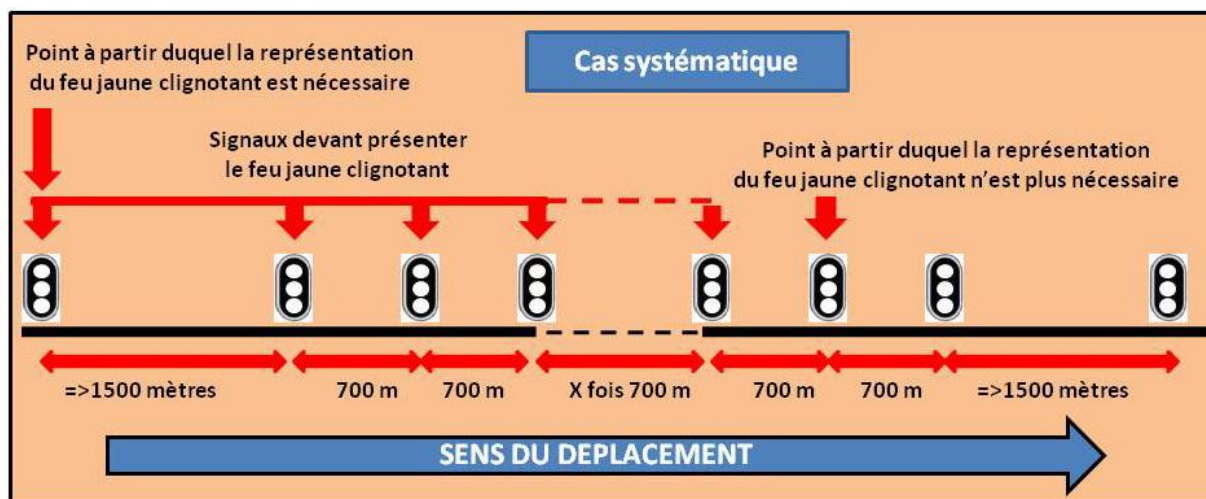 Point à partir duquel la représentation
du feu jaune clignotant est nécessaire
Cas systématique
Signaux devant présenter
le feu jaune clignotant
Point à partir duquel la représentation
du feu jaune clignotant n'est plus nécessaire
=>1500 mètres 700 m 700 m X fois 700 m 700 m 700 m =>1500 mètres
SENS DU DEPLACEMENT